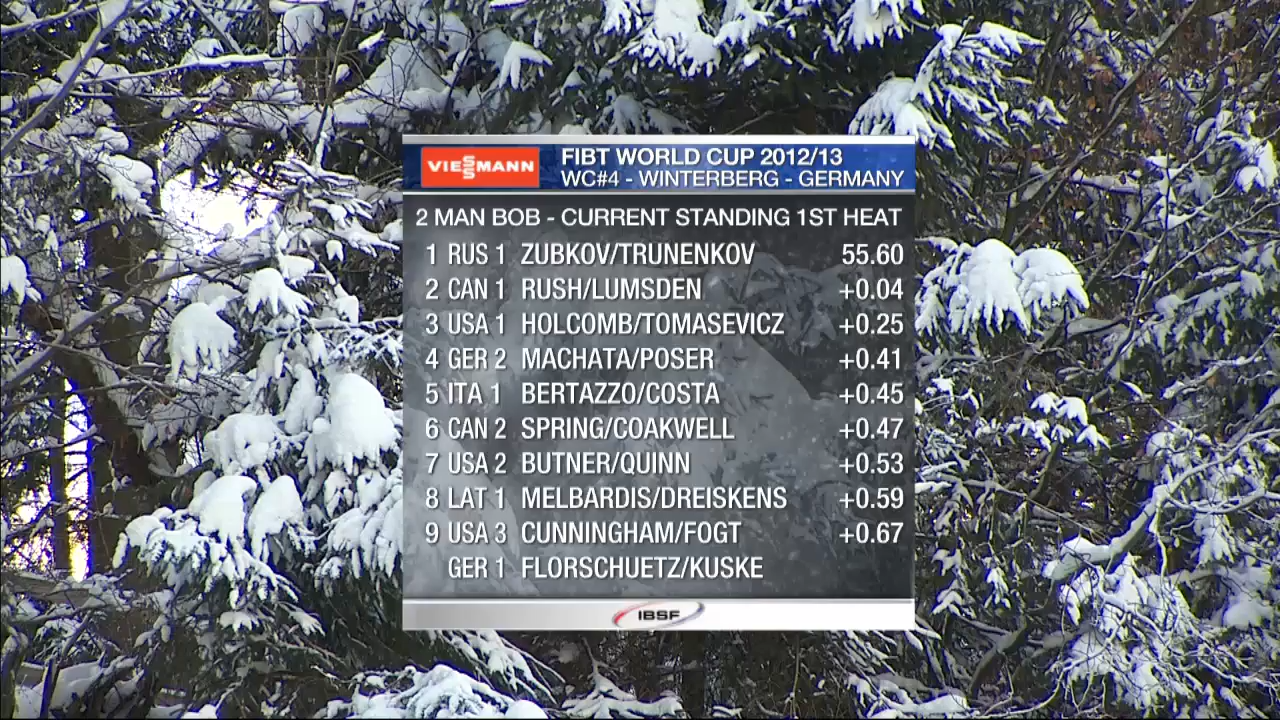 VIESSMANN
FIBT WORLD CUP 2012/13
WC#4 - WINTERBERG - GERMANY
2 MAN BOB - CURRENT STANDING 1ST HEAT
1 RUS 1 ZUBKOV/TRUNENKOV 55.60
2 CAN 1 RUSH/LUMSDEN +0.04
3 USA 1 HOLCOMB/TOMASEVICZ +0.25
4 GER 2 MACHATA/POSER +0.41
5 ITA 1 BERTAZZO/COSTA +0.45
6 CAN 2 SPRING/COAKWELL +0.47
7 USA 2 BUTNER/QUINN +0.53
8 LAT 1 MELBARDIS/DREISKENS +0.59
9 USA 3 CUNNINGHAM/FOGT +0.67
GER 1 FLORSCHUETZ/KUSKE
IBSF